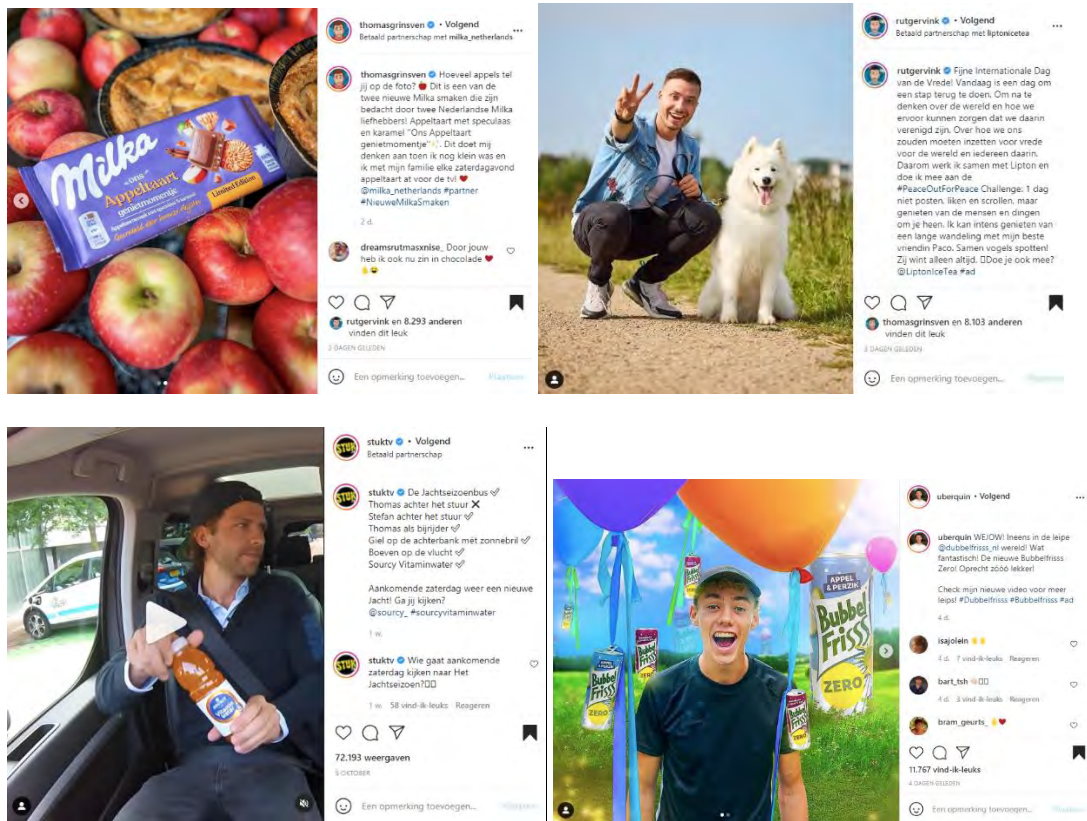 Milka
"ons"
Appeltaart
genietmomentje
Limited Edition
thomasgrinsven • Volgend
Betaald partnerschap met milka_netherlands
thomasgrinsven Hoeveel appels tel
jij op de foto? 🍎 Dit is een van de
twee nieuwe Milka smaken die zijn
bedacht door twee Nederlandse Milka
liefhebbers! Appeltaart met speculaas
en karamel "Ons Appeltaart
genietmomentje"✨. Dit doet mij
denken aan toen ik nog klein was en
ik met mijn familie elke zaterdagavond
appeltaart at voor de tv! ❤️
@milka_netherlands #partner
#NieuweMilkaSmaken
2 d.
dreamsrutmasxnise_ Door jouw
heb ik ook nu zin in chocolade ❤️
rutgervink en 8.293 anderen
vinden dit leuk
2 DAGEN GELEDEN
Een opmerking toevoegen... Plaatsen
rutgervink • Volgend
Betaald partnerschap met liptonicetea
rutgervink Fijne Internationale Dag
van de Vrede! Vandaag is een dag om
een stap terug te doen. Om na te
denken over de wereld en hoe we
ervoor kunnen zorgen dat we daarin
verenigd zijn. Over hoe we ons
zouden moeten inzetten voor vrede
voor de wereld en iedereen daarin.
Daarom werk ik samen met Lipton en
doe ik mee aan de
#PeaceOutForPeace Challenge: 1 dag
niet posten, liken en scrollen, maar
genieten van de mensen en dingen
om je heen. Ik kan intens genieten van
een lange wandeling met mijn beste
vriendin Paco. Samen vogels spotten!
Zij wint alleen altijd. ▯Doe je ook mee?
@LiptonIceTea #ad
thomasgrinsven en 8.103 anderen
vinden dit leuk
3 DAGEN GELEDEN
Een opmerking toevoegen...
STUK
stuktv • Volgend
Betaald partnerschap
STUK
stuktv De Jachtseizoenbus ✅
Thomas achter het stuur ❌
Stefan achter het stuur ✅
Thomas als bijrijder ✅
Giel op de achterbank mét zonnebril ✅
Boeven op de vlucht ✅
Sourcy Vitaminwater ✅
Aankomende zaterdag weer een nieuwe
Jacht! Ga jij kijken?
@sourcy_ #sourcyvitaminwater
1 w.
STUK
stuktv Wie gaat aankomende
zaterdag kijken naar Het
Jachtseizoen?▯▯
1 w. 58 vind-ik-leuks Reageren
72.193 weergaven
5 OKTOBER
Een opmerking toevoegen... Plaatsen
APPEL
& PERZIK
Bubbel
Frisss
ZERO
Bubbel
Frisss
ZERO
uberquin • Volgend
uberquin WEJOW! Ineens in de leipe
@dubbelfrisss_nl wereld! Wat
fantastisch! De nieuwe Bubbelfrisss
Zero! Oprecht zóóó lekker!
Check mijn nieuwe video voor meer
leips! #Dubbelfrisss #Bubbelfrisss #ad
4 d.
isajolein
4 d. 7 vind-ik-leuks Reageren
bart_tsh
4 d. 3 vind-ik-leuks Reageren
bram_geurts_
11.767 vind-ik-leuks
4 DAGEN GELEDEN
Een opmerking toevoegen...